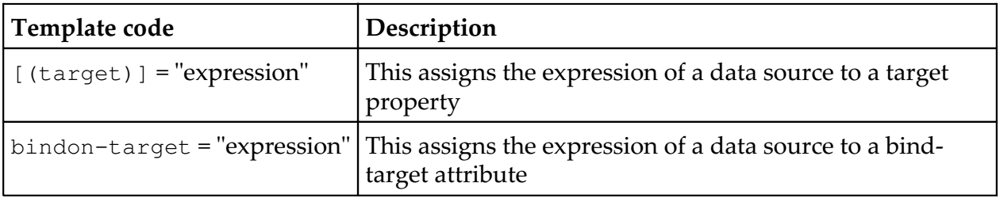 Template code Description
[(target)] = "expression" This assigns the expression of a data source to a target
property
bindon-target = "expression" This assigns the expression of a data source to a bind-
target attribute